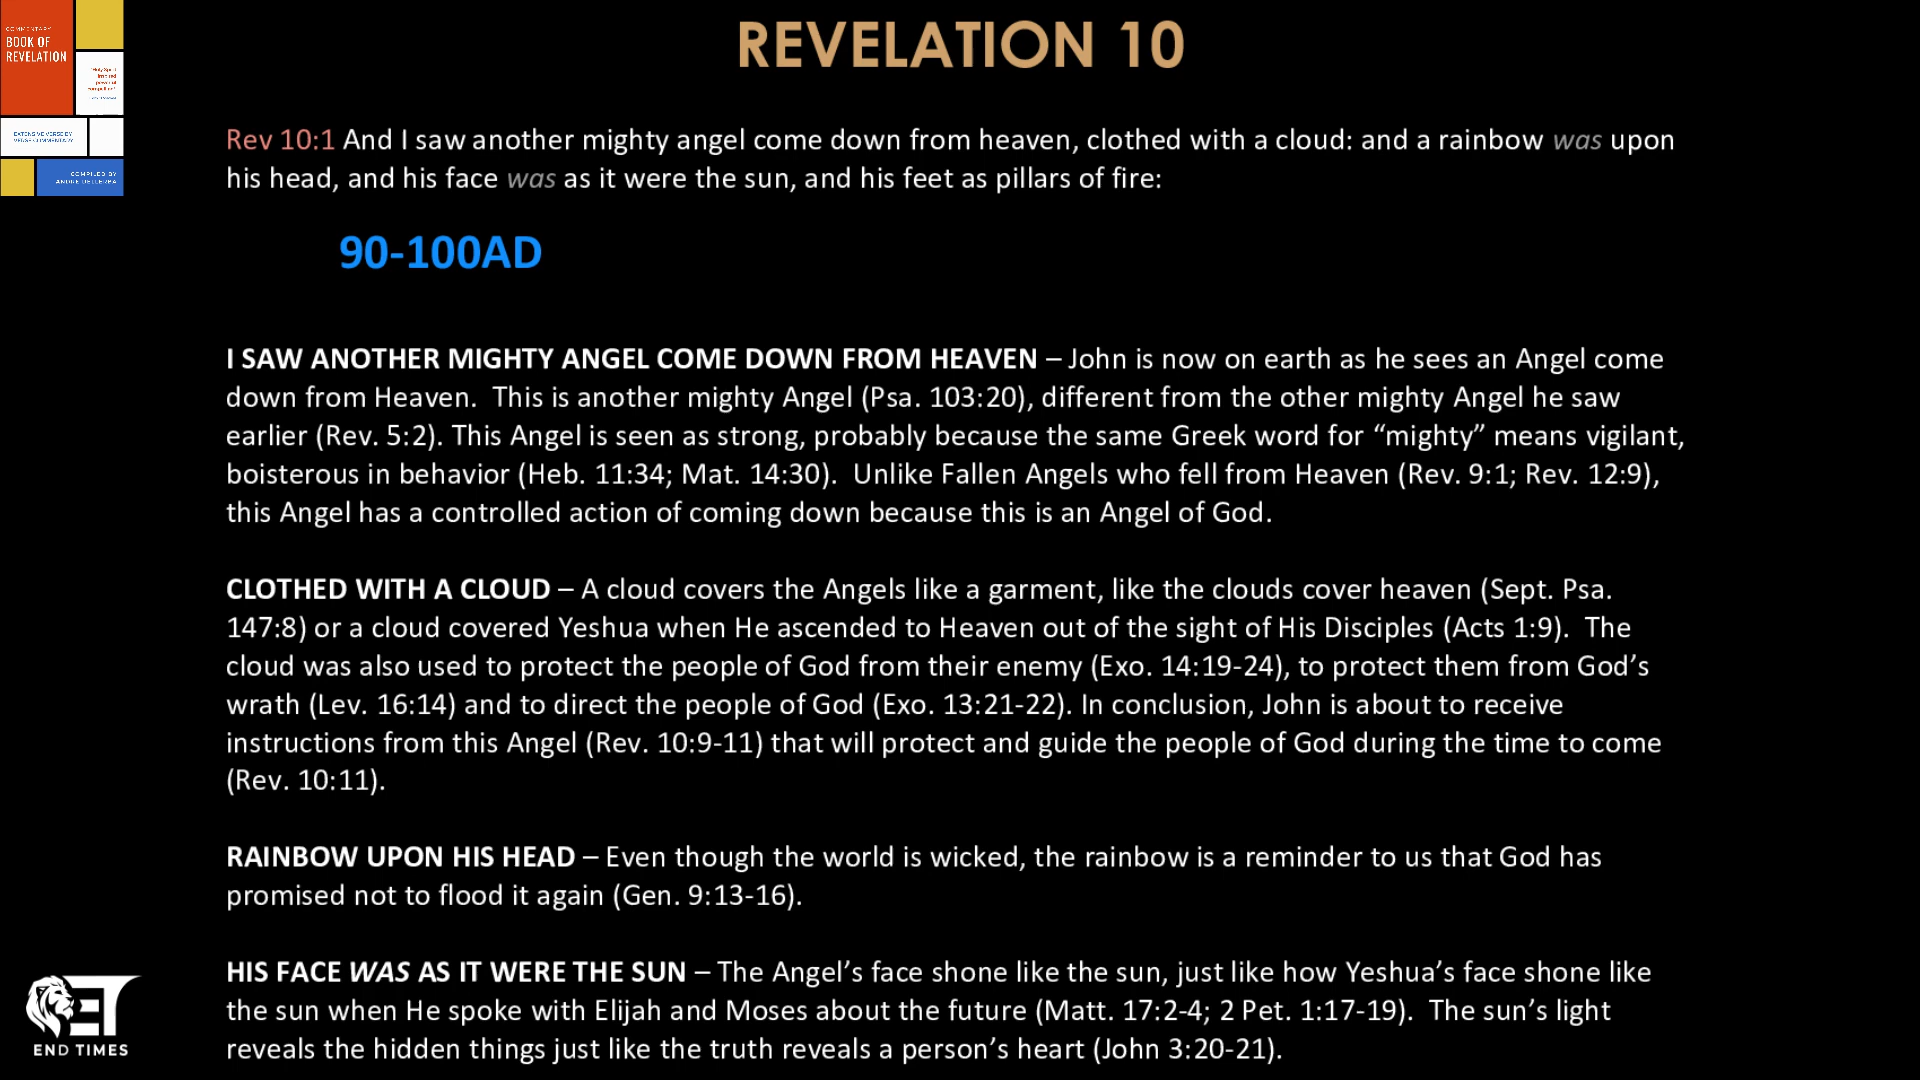 COMMENTARY
BOOK OF
REVELATION
"Holy Spirit
inspired
powerful
compelling"
EXTENSIVE VERSE BY
VERSE COMMENTARY
COMPILED BY
REVELATION 10
Rev 10:1 And I saw another mighty angel come down from heaven, clothed with a cloud: and a rainbow was upon
his head, and his face was as it were the sun, and his feet as pillars of fire:
90-100AD
I SAW ANOTHER MIGHTY ANGEL COME DOWN FROM HEAVEN – John is now on earth as he sees an Angel come
down from Heaven.  This is another mighty Angel (Psa. 103:20), different from the other mighty Angel he saw
earlier (Rev. 5:2). This Angel is seen as strong, probably because the same Greek word for “mighty” means vigilant,
boisterous in behavior (Heb. 11:34; Mat. 14:30).  Unlike Fallen Angels who fell from Heaven (Rev. 9:1; Rev. 12:9),
this Angel has a controlled action of coming down because this is an Angel of God.
CLOTHED WITH A CLOUD – A cloud covers the Angels like a garment, like the clouds cover heaven (Sept. Psa.
147:8) or a cloud covered Yeshua when He ascended to Heaven out of the sight of His Disciples (Acts 1:9).  The
cloud was also used to protect the people of God from their enemy (Exo. 14:19-24), to protect them from God’s
wrath (Lev. 16:14) and to direct the people of God (Exo. 13:21-22). In conclusion, John is about to receive
instructions from this Angel (Rev. 10:9-11) that will protect and guide the people of God during the time to come
(Rev. 10:11).
RAINBOW UPON HIS HEAD – Even though the world is wicked, the rainbow is a reminder to us that God has
promised not to flood it again (Gen. 9:13-16).
HIS FACE WAS AS IT WERE THE SUN – The Angel’s face shone like the sun, just like how Yeshua’s face shone like
the sun when He spoke with Elijah and Moses about the future (Matt. 17:2-4; 2 Pet. 1:17-19).  The sun’s light
reveals the hidden things just like the truth reveals a person’s heart (John 3:20-21).
ET
END TIMES